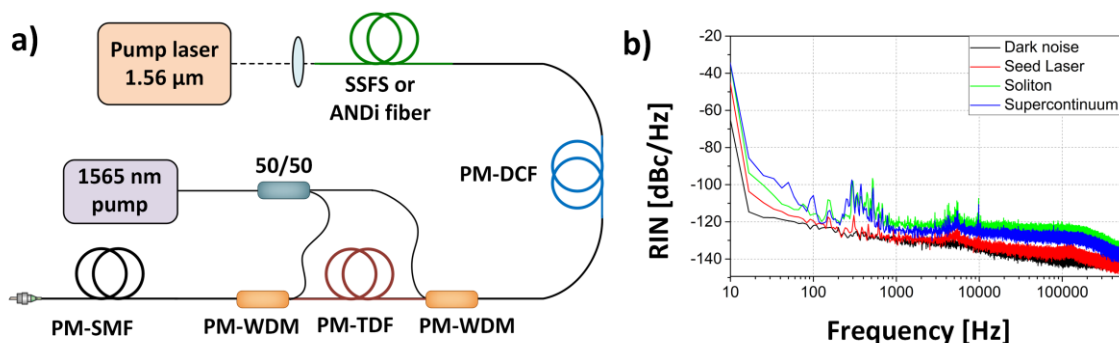 a)
Pump laser
1.56 μm
SSFS or
ANDi fiber
PM-DCF
1565 nm
pump
50/50
PM-SMF
PM-WDM
PM-TDF
PM-WDM
b)
RIN [dBc/Hz]
-20
-40
-60
-80
-100
-120
-140
Dark noise
Seed Laser
Soliton
Supercontinuum
10
100
1000
10000
100000
Frequency [Hz]